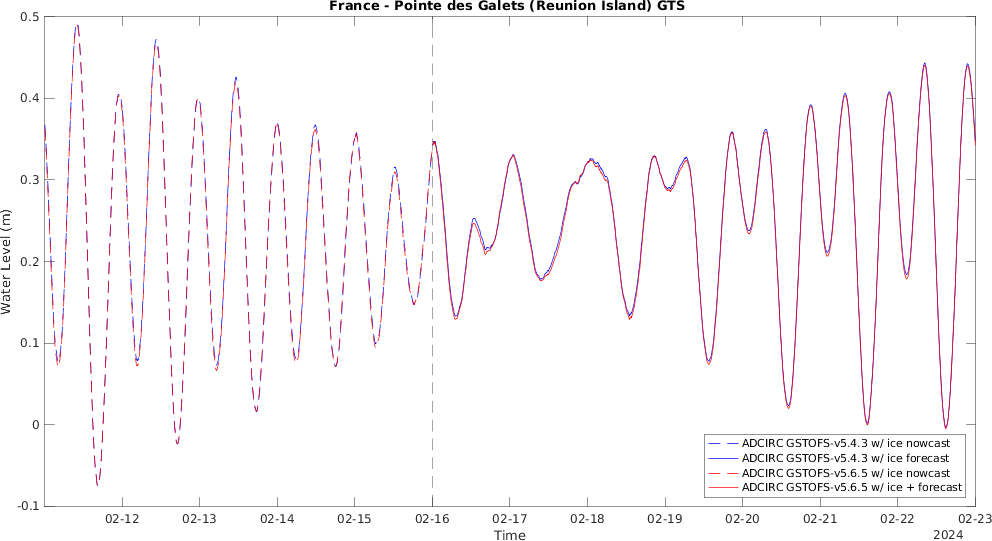 France - Pointe des Galets (Reunion Island) GTS
Water Level (m)
0.5
0.4
0.3
0.2
0.1
0
-0.1
ADCIRC GSTOFS-v5.4.3 w/ ice nowcast
ADCIRC GSTOFS-v5.4.3 w/ ice forecast
ADCIRC GSTOFS-v5.6.5 w/ ice nowcast
ADCIRC GSTOFS-v5.6.5 w/ ice + forecast
02-12 02-13 02-14 02-15 02-16 02-17 02-18 02-19 02-20 02-21 02-22 02-23
Time
2024